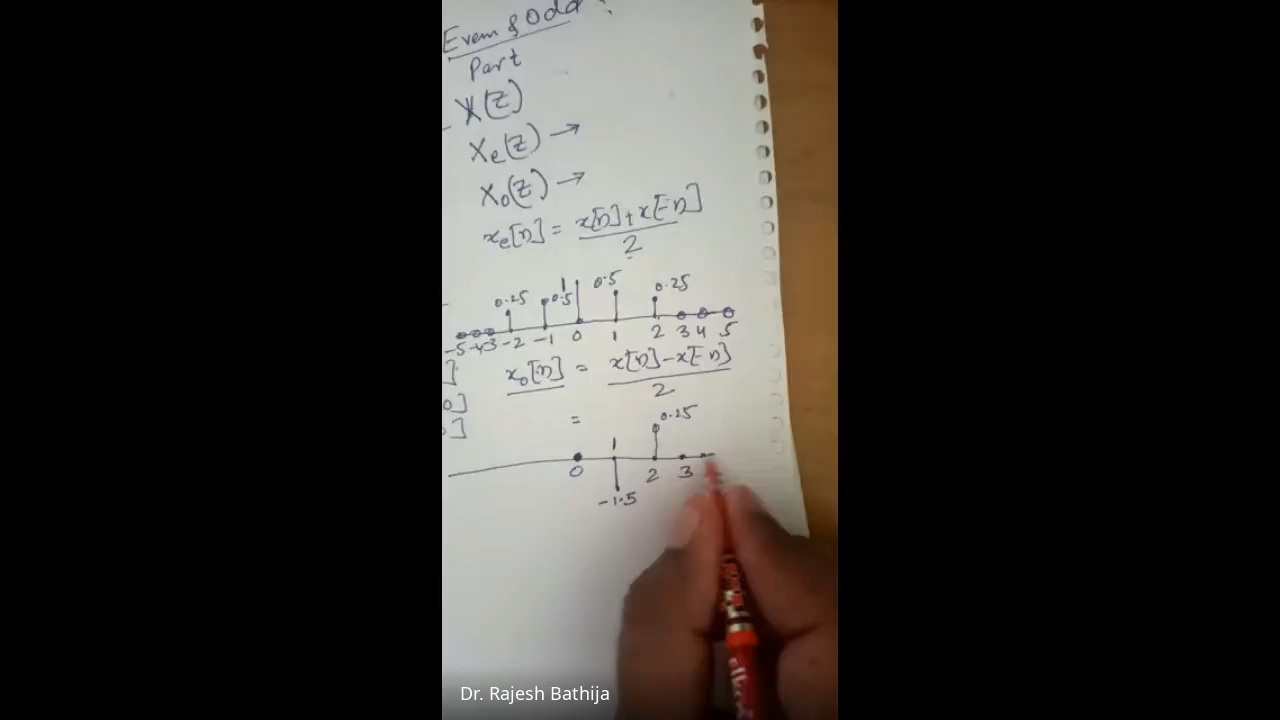 Even & Odd ?
Part
X(Z)
Xe(Z) →
Xo(Z) →
xe[n] = x[n]+x[-n]
2
1 0.5 0.25
0.25 0.5
-5 -4 -3 -2 -1 0 1 2 3 4 5
]
xo[n] = x[n]-x[-n]
2
0]
= 0.25
]
1
0 2 3
-1.5
Dr. Rajesh Bathija